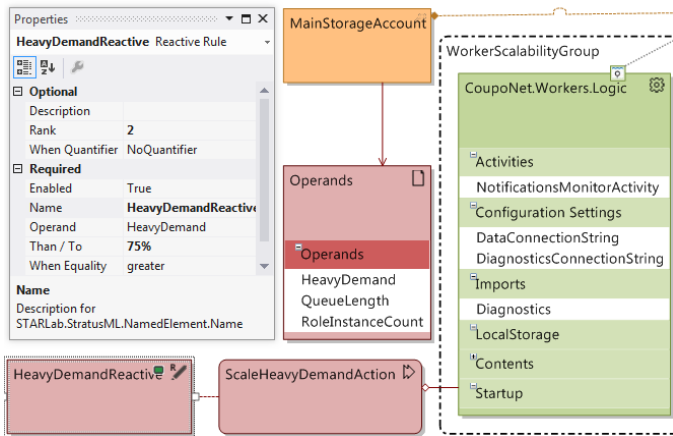 Properties
HeavyDemandReactive Reactive Rule
Optional
Description
Rank 2
When Quantifier NoQuantifier
Required
Enabled True
Name HeavyDemandReactive
Operand HeavyDemand
Than / To 75%
When Equality greater
Name
Description for
STARLab.StratusML.NamedElement.Name
MainStorageAccount
Operands
Operands
HeavyDemand
QueueLength
RoleInstanceCount
WorkerScalabilityGroup
CoupoNet.Workers.Logic
Activities
NotificationsMonitorActivity
Configuration Settings
DataConnectionString
DiagnosticsConnectionString
Imports
Diagnostics
LocalStorage
Contents
Startup
HeavyDemandReactive
R
ScaleHeavyDemandAction